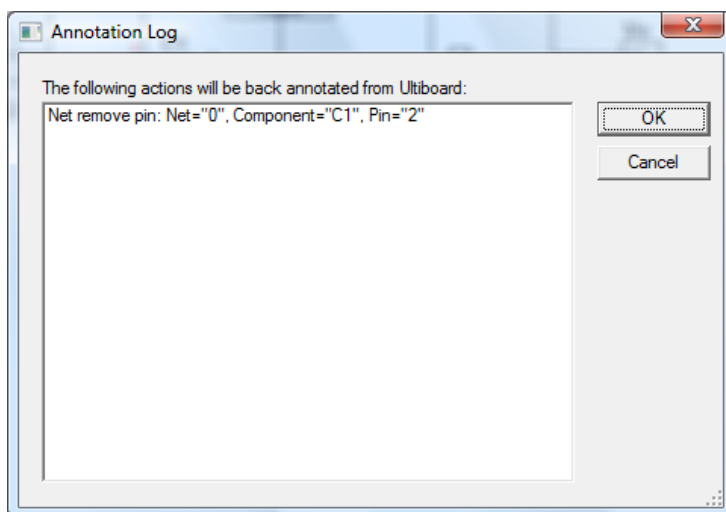 Annotation Log
The following actions will be back annotated from Ultiboard:
Net remove pin: Net="0", Component="C1", Pin="2"
OK
Cancel